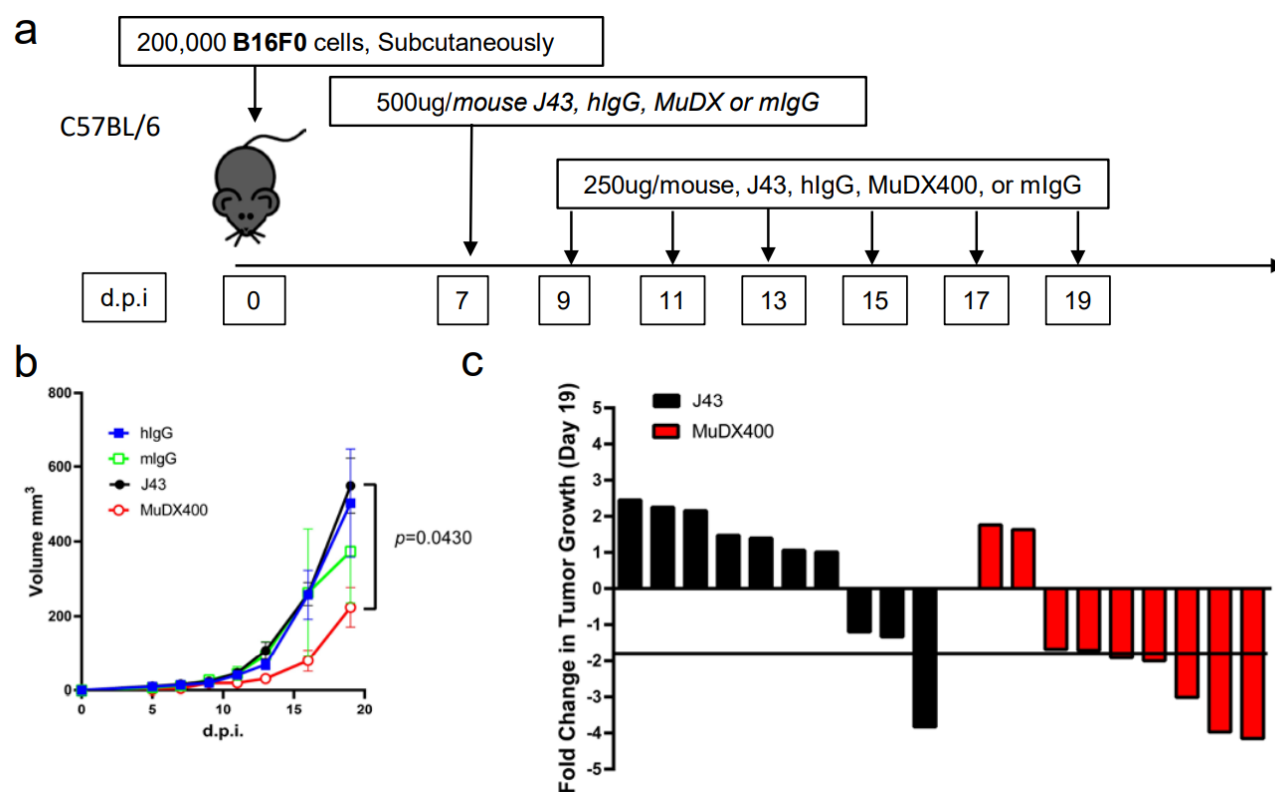 a
200,000 B16F0 cells, Subcutaneously
500ug/mouse J43, hIgG, MuDX or mIgG
C57BL/6
250ug/mouse, J43, hIgG, MuDX400, or mIgG
d.p.i
0
7
9
11
13
15
17
19
b
800
600
400
200
0
Volume mm3
hIgG
mIgG
J43
MuDX400
p=0.0430
0
5
10
15
20
d.p.i.
c
J43
MuDX400
Fold Change in Tumor Growth (Day 19)
5
4
3
2
1
0
-1
-2
-3
-4
-5